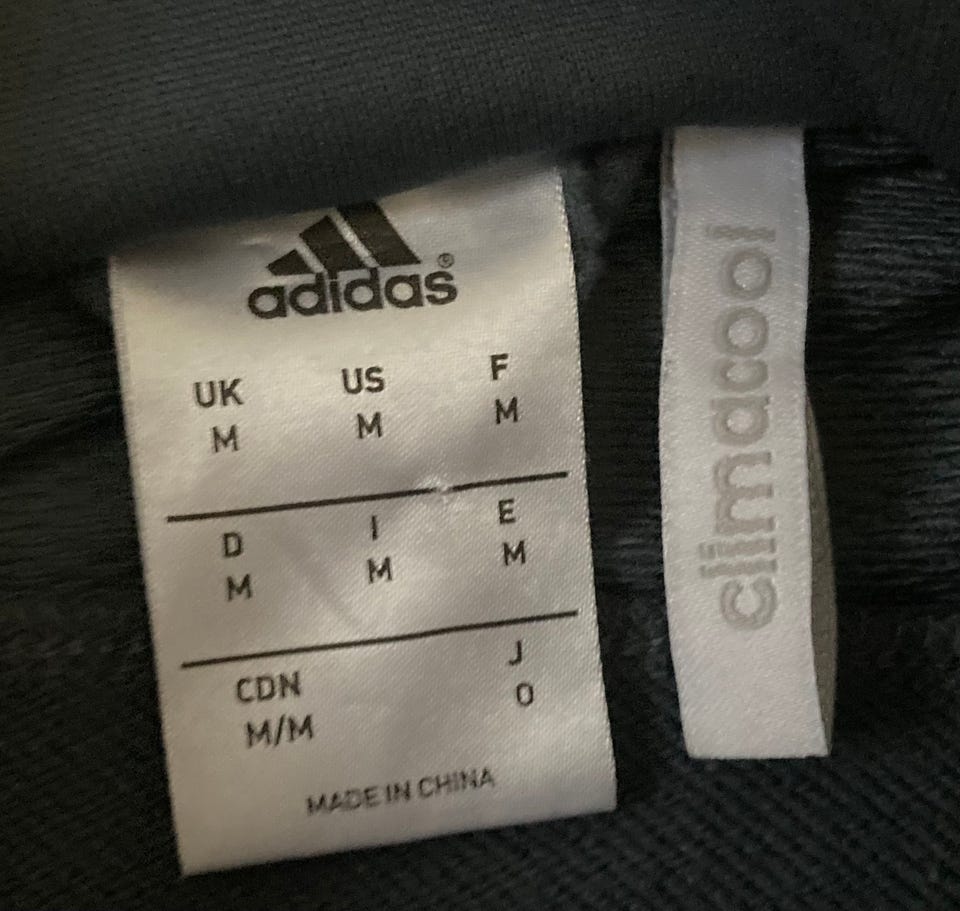 adidas®
UK US F
M M M
D I E
M M M
CDN J
M/M O
MADE IN CHINA
climacool